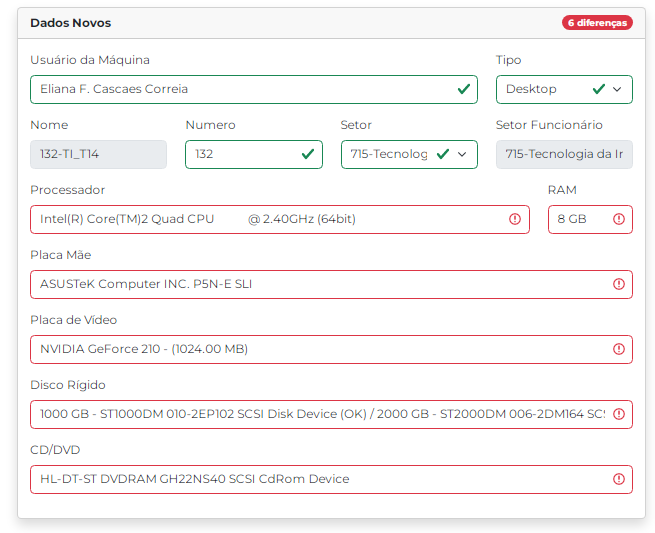 Dados Novos 6 diferenças
Usuário da Máquina Tipo
Eliana F. Cascaes Correia Desktop
Nome Numero Setor Setor Funcionário
132-TI_T14 132 715-Tecnolog 715-Tecnologia da Ir
Processador RAM
Intel(R) Core(TM)2 Quad CPU @ 2.40GHz (64bit) 8 GB
Placa Mãe
ASUSTeK Computer INC. P5N-E SLI
Placa de Vídeo
NVIDIA GeForce 210 - (1024.00 MB)
Disco Rígido
1000 GB - ST1000DM 010-2EP102 SCSI Disk Device (OK) / 2000 GB - ST2000DM 006-2DM164 SCS
CD/DVD
HL-DT-ST DVDRAM GH22NS40 SCSI CdRom Device